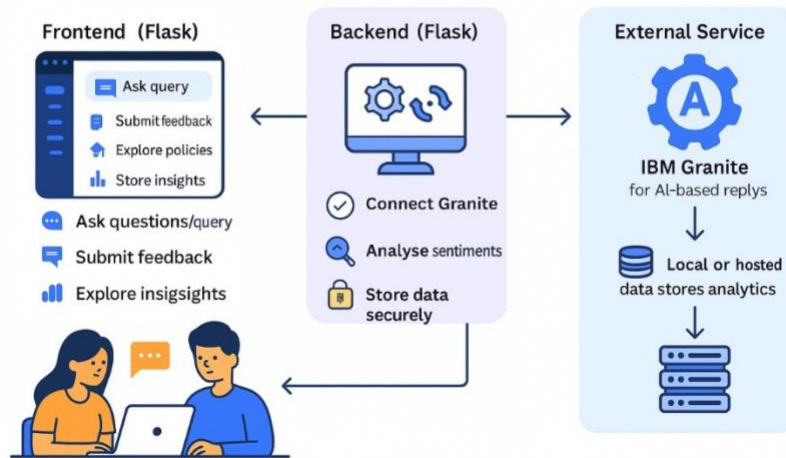 Frontend (Flask)
Ask query
Submit feedback
Explore policies
Store insights
Ask questions/query
Submit feedback
Explore insigsights
Backend (Flask)
Connect Granite
Analyse sentiments
Store data
securely
External Service
A
IBM Granite
for AI-based replys
Local or hosted
data stores analytics